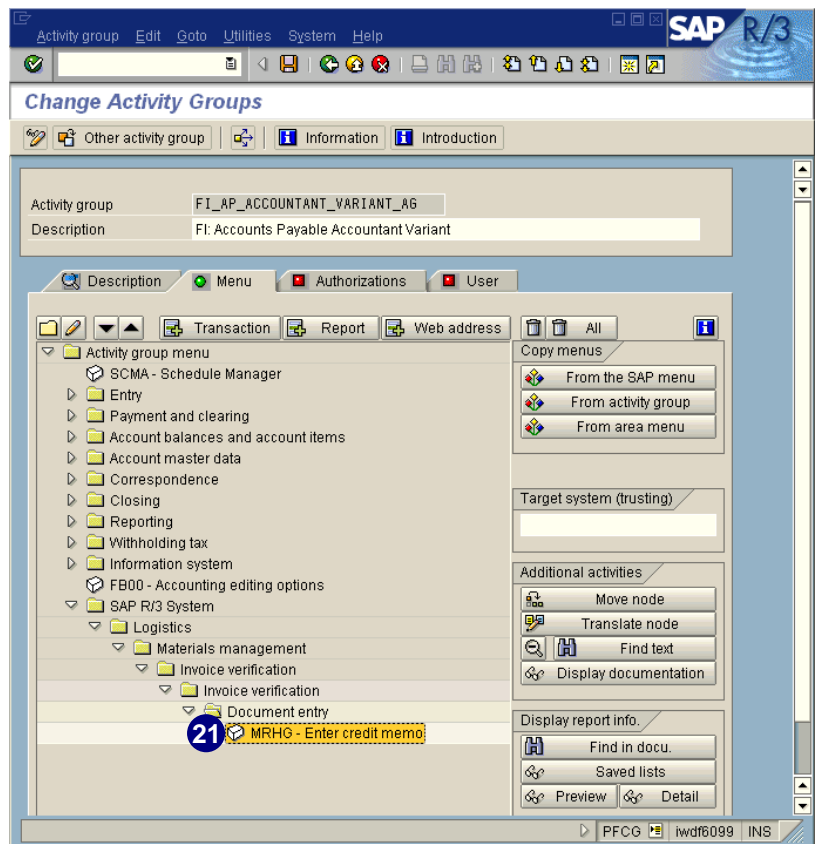 Activity group Edit Goto Utilities System Help
SAP R/3
Change Activity Groups
Other activity group Information Introduction
Activity group FI_AP_ACCOUNTANT_VARIANT_AG
Description FI: Accounts Payable Accountant Variant
Description Menu Authorizations User
Transaction Report Web address All
Activity group menu
SCMA - Schedule Manager
Entry
Payment and clearing
Account balances and account items
Account master data
Correspondence
Closing
Reporting
Withholding tax
Information system
FB00 - Accounting editing options
SAP R/3 System
Logistics
Materials management
Invoice verification
Invoice verification
Document entry
21 MRHG - Enter credit memo
Copy menus
From the SAP menu
From activity group
From area menu
Target system (trusting)
Additional activities
Move node
Translate node
Find text
Display documentation
Display report info.
Find in docu.
Saved lists
Preview Detail
PFCG iwdf6099 INS